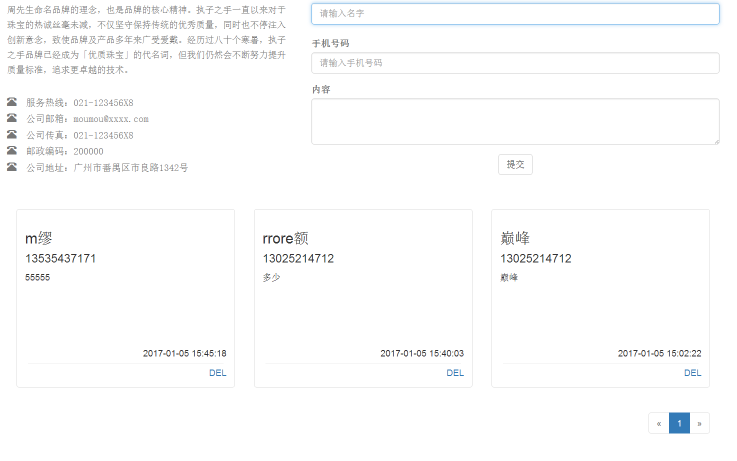 周先生命名品牌的理念，也是品牌的核心精神。执子之手一直以来对于
珠宝的热诚丝毫未减，不仅坚守保持传统的优秀质量，同时也不停注入
创新意念，致使品牌及产品多年来广受爱戴。经历过八十个寒暑，执子
之手品牌已经成为「优质珠宝」的代名词，但我们仍然会不断努力提升
质量标准，追求更卓越的技术。
服务热线：021-123456X8
公司邮箱：moumou@xxxx.com
公司传真：021-123456X8
邮政编码：200000
公司地址：广州市番禺区市良路1342号
请输入名字
手机号码
请输入手机号码
内容
提交
m缪
13535437171
55555
2017-01-05 15:45:18
DEL
rrore额
13025214712
多少
2017-01-05 15:40:03
DEL
巅峰
13025214712
巅峰
2017-01-05 15:02:22
DEL
« 1 »